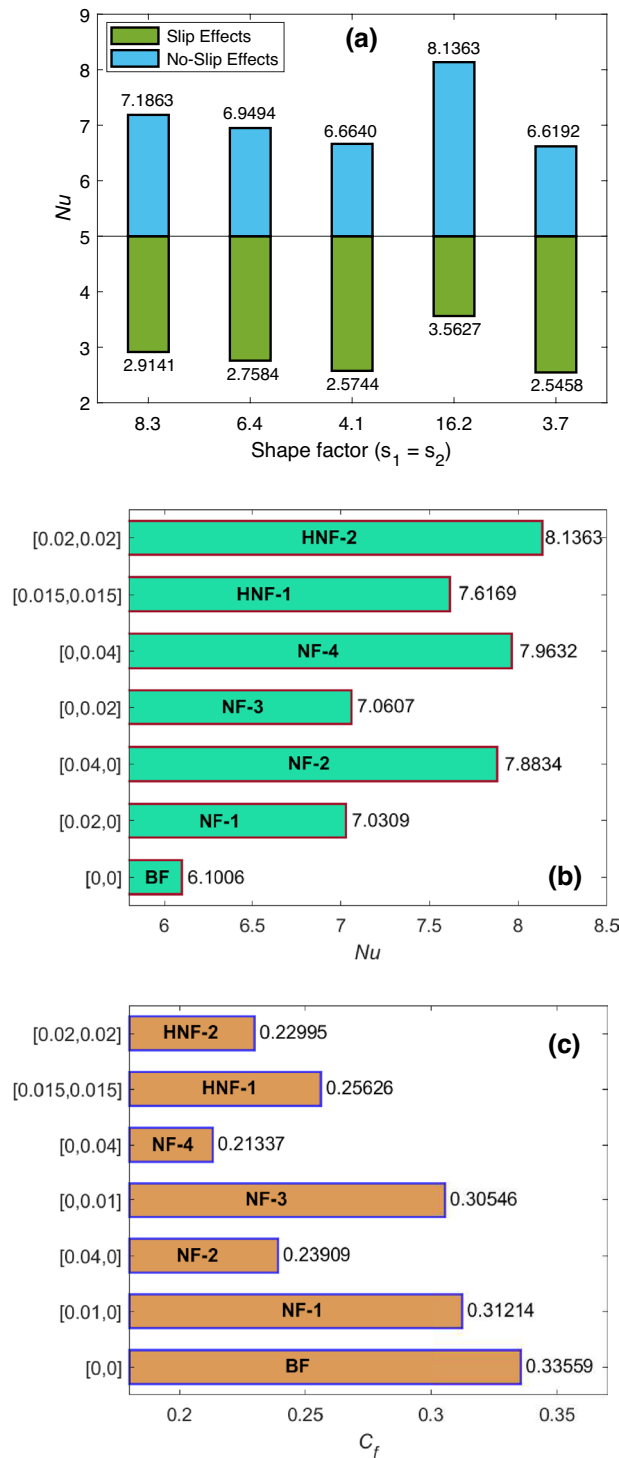 9
(a)
Slip Effects
No-Slip Effects
8.1363
8
7.1863
6.9494
6.6640
6.6192
7
6
Nu
5
4
3.5627
3
2.9141
2.7584
2.5744
2.5458
2
8.3 6.4 4.1 16.2 3.7
Shape factor (s1 = s2)
[0.02,0.02] HNF-2 8.1363
[0.015,0.015] HNF-1 7.6169
[0,0.04] NF-4 7.9632
[0,0.02] NF-3 7.0607
[0.04,0] NF-2 7.8834
[0.02,0] NF-1 7.0309
[0,0] BF 6.1006
(b)
6 6.5 7 7.5 8 8.5
Nu
[0.02,0.02] HNF-2 0.22995
(c)
[0.015,0.015] HNF-1 0.25626
[0,0.04] NF-4 0.21337
[0,0.01] NF-3 0.30546
[0.04,0] NF-2 0.23909
[0.01,0] NF-1 0.31214
[0,0] BF 0.33559
0.2 0.25 0.3 0.35
Cf